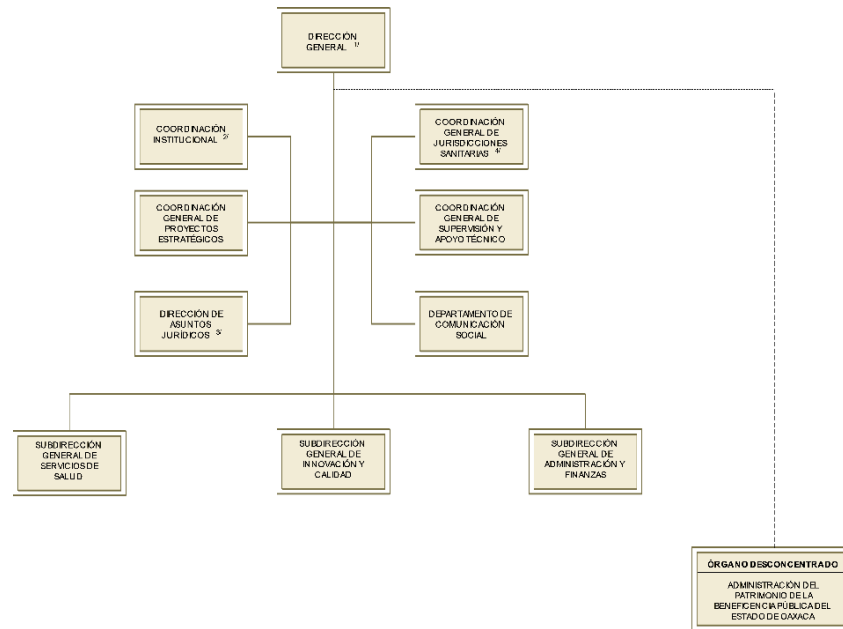 DIRECCIÓN
GENERAL 1/
COORDINACIÓN
INSTITUCIONAL 2/
COORDINACIÓN
GENERAL DE
JURISDICCIONES
SANITARIAS 4/
COORDINACIÓN
GENERAL DE
PROYECTOS
ESTRATÉGICOS
COORDINACIÓN
GENERAL DE
SUPERVISIÓN Y
APOYO TÉCNICO
DIRECCIÓN DE
ASUNTOS
JURÍDICOS 3/
DEPARTAMENTO DE
COMUNICACIÓN
SOCIAL
SUBDIRECCIÓN
GENERAL DE
SERVICIOS DE
SALUD
SUBDIRECCIÓN
GENERAL DE
INNOVACIÓN Y
CALIDAD
SUBDIRECCIÓN
GENERAL DE
ADMINISTRACIÓN Y
FINANZAS
ÓRGANO DESCONCENTRADO
ADMINISTRACIÓN DEL
PATRIMONIO DE LA
BENEFICENCIA PÚBLICA DEL
ESTADO DE OAXACA